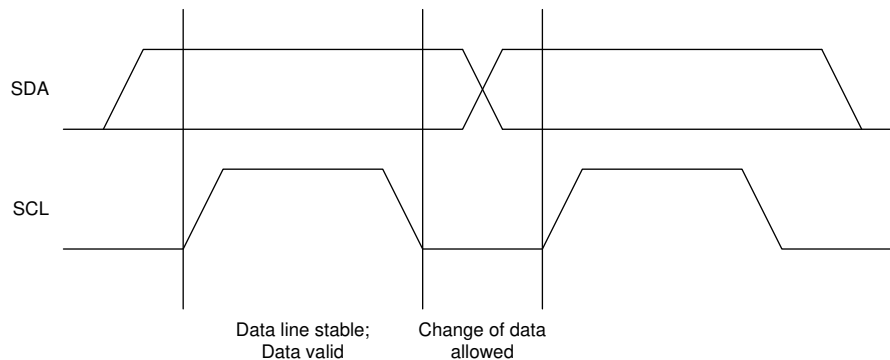 SDA
SCL
Data line stable;
Data valid
Change of data
allowed